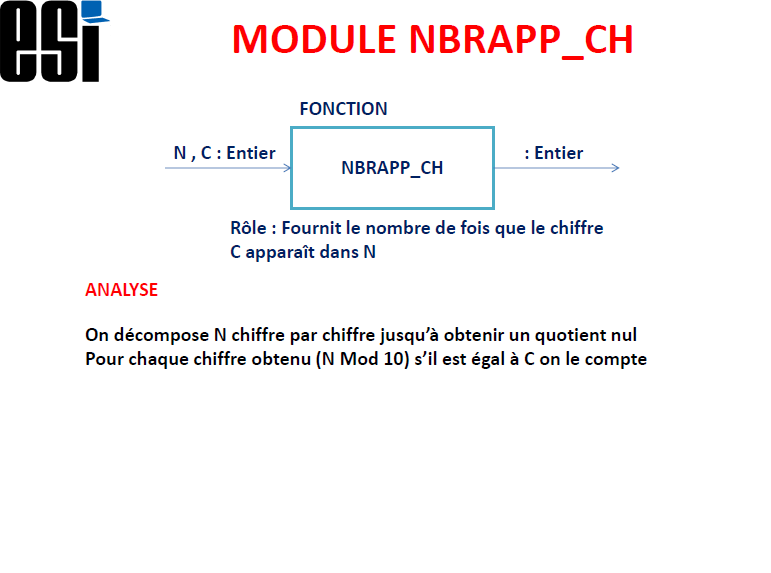 esi
MODULE NBRAPP_CH
FONCTION
N , C : Entier
NBRAPP_CH
: Entier
Rôle : Fournit le nombre de fois que le chiffre
C apparaît dans N
ANALYSE
On décompose N chiffre par chiffre jusqu’à obtenir un quotient nul
Pour chaque chiffre obtenu (N Mod 10) s’il est égal à C on le compte